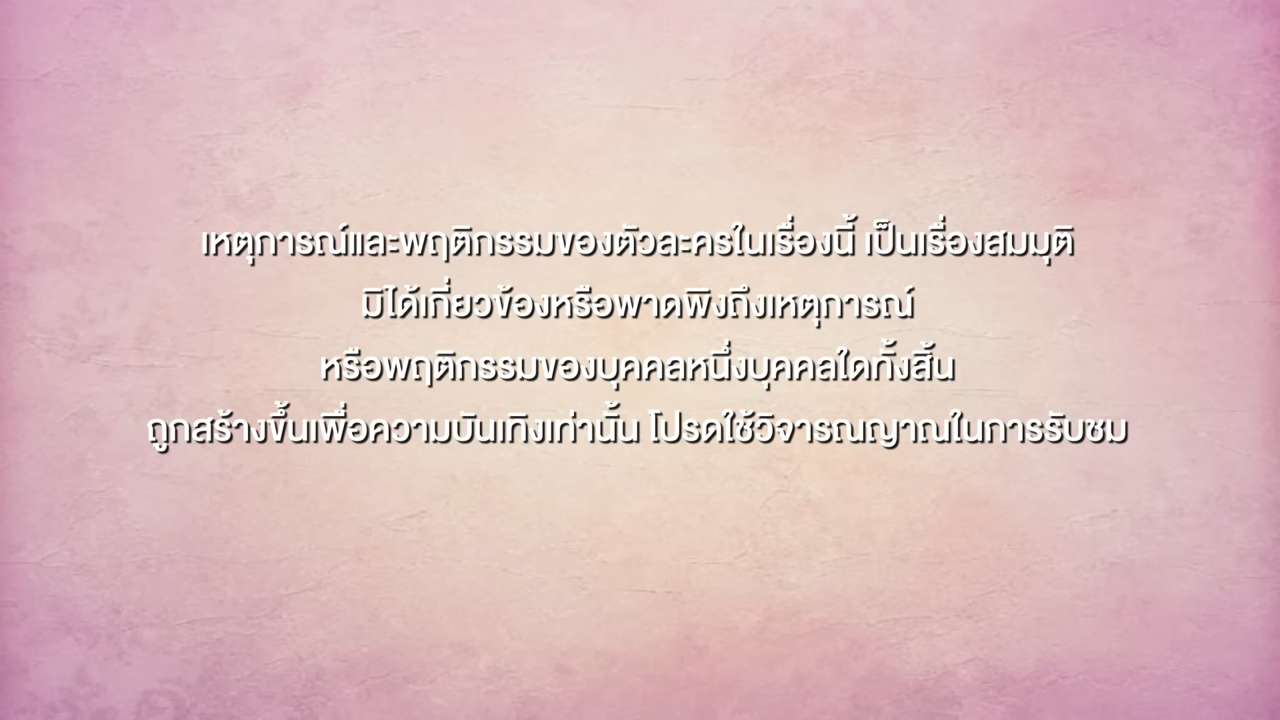 เหตุการณ์และพฤติกรรมของตัวละครในเรื่องนี้ เป็นเรื่องสมมุติ
มิได้เกี่ยวข้องหรือพาดพิงถึงเหตุการณ์
หรือพฤติกรรมของบุคคลหนึ่งบุคคลใดทั้งสิ้น
ถูกสร้างขึ้นเพื่อความบันเทิงเท่านั้น โปรดใช้วิจารณญาณในการรับชม